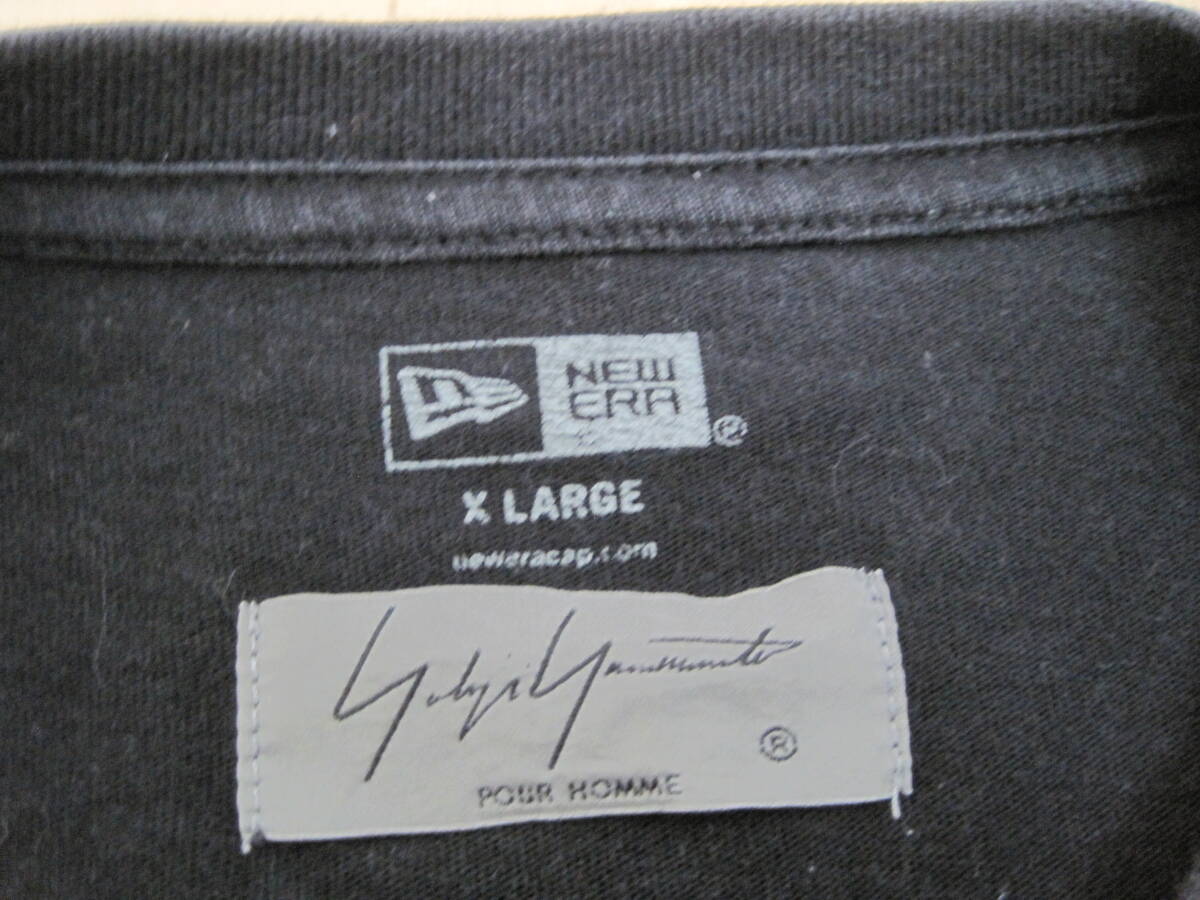 NEW
ERA ®
X LARGE
neweracap.com
Yohji Yamamoto
®
POUR HOMME